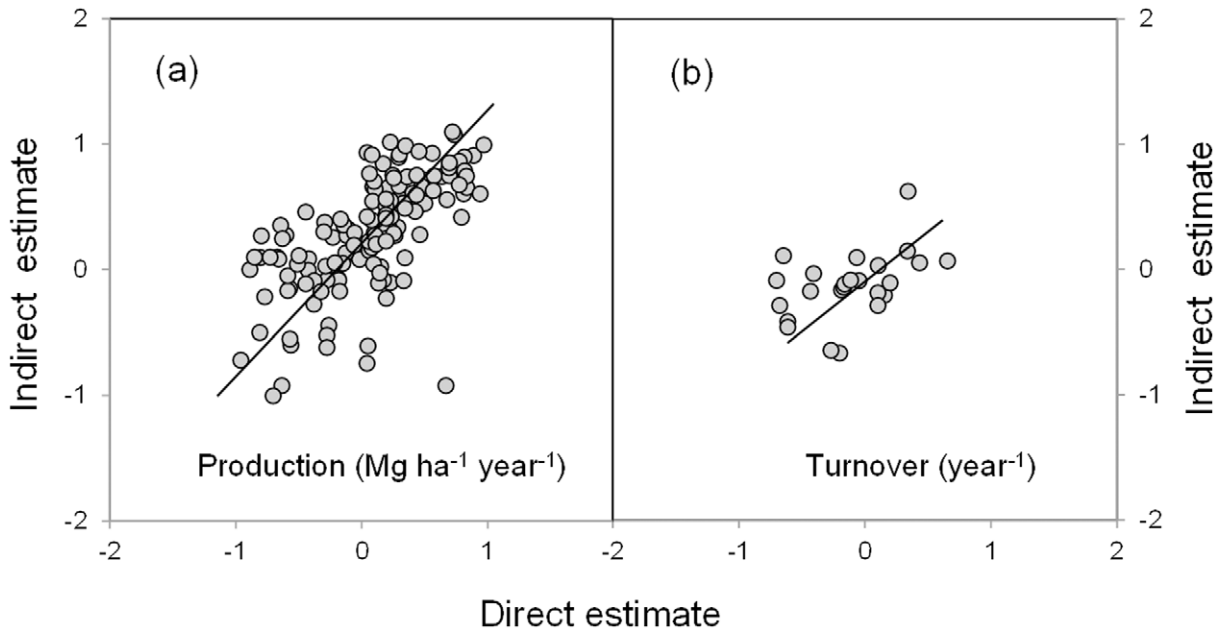 2
1
0
-1
-2
Indirect estimate
(a)
Production (Mg ha⁻¹ year⁻¹)
-2
-1
0
1
(b)
Turnover (year⁻¹)
-2
-1
0
1
2
2
1
0
-1
-2
Indirect estimate
Direct estimate